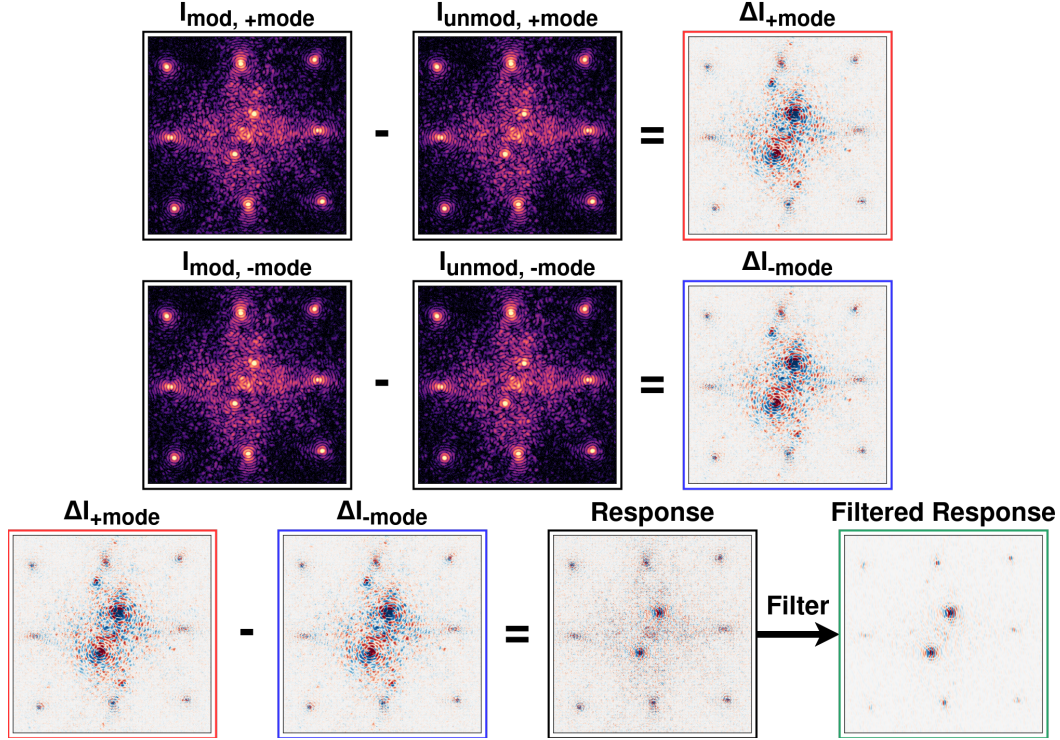 I_mod, +mode - I_unmod, +mode = ΔI_+mode
I_mod, -mode - I_unmod, -mode = ΔI_-mode
ΔI_+mode - ΔI_-mode = Response Filter Filtered Response